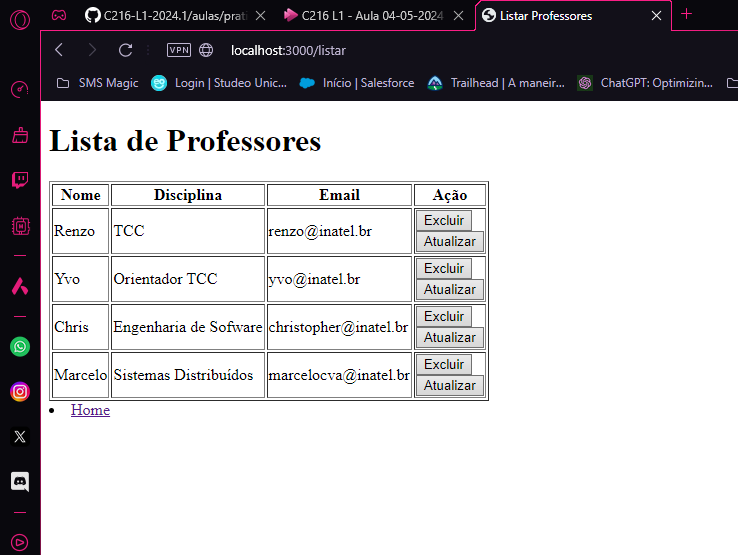 C216-L1-2024.1/aulas/prati
C216 L1 - Aula 04-05-2024
Listar Professores
VPN
localhost:3000/listar
SMS Magic
Login | Studeo Unic...
Início | Salesforce
Trailhead | A maneir...
ChatGPT: Optimizin...
Lista de Professores
Nome Disciplina Email Ação
Renzo TCC renzo@inatel.br Excluir
Atualizar
Yvo Orientador TCC yvo@inatel.br Excluir
Atualizar
Chris Engenharia de Sofware christopher@inatel.br Excluir
Atualizar
Marcelo Sistemas Distribuídos marcelocva@inatel.br Excluir
Atualizar
Home